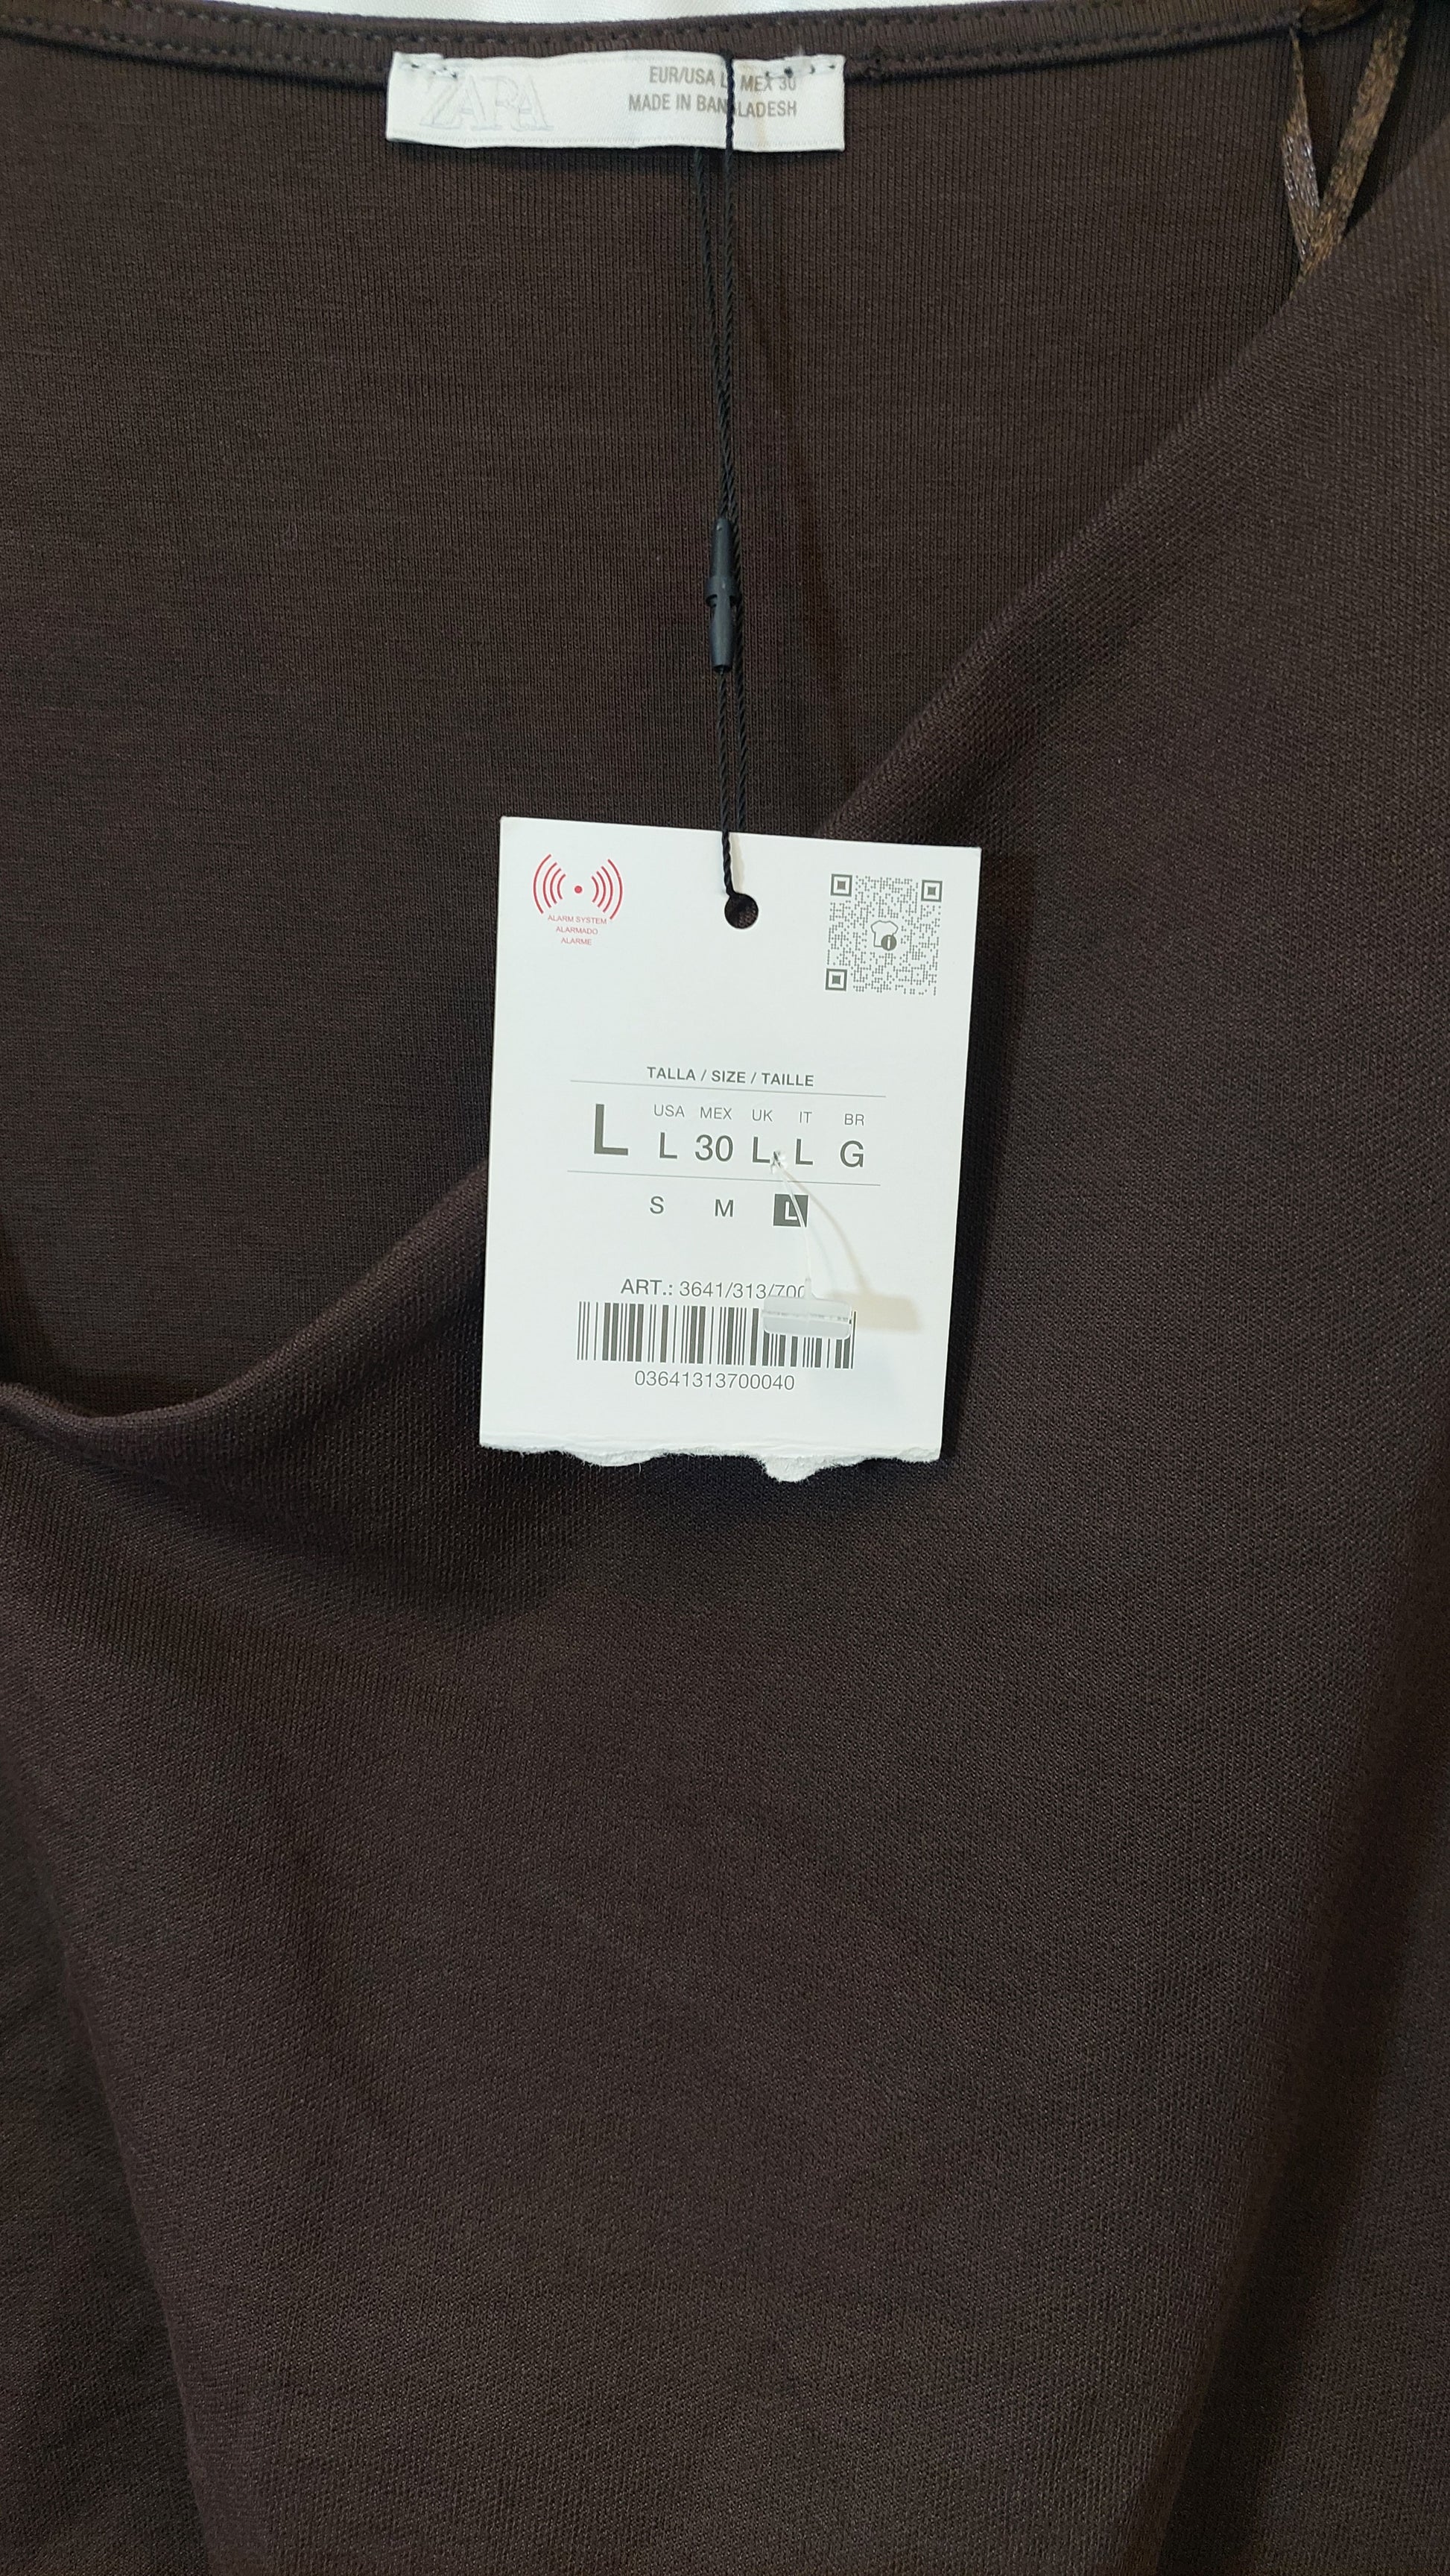 ZARA
EUR/USA L MEX 30
MADE IN BANGLADESH
ALARM SYSTEM
ALARMADO
ALARME
TALLA / SIZE / TAILLE
USA MEX UK IT BR
L L 30 L L G
S M L
ART.: 3641/313/700
03641313700040